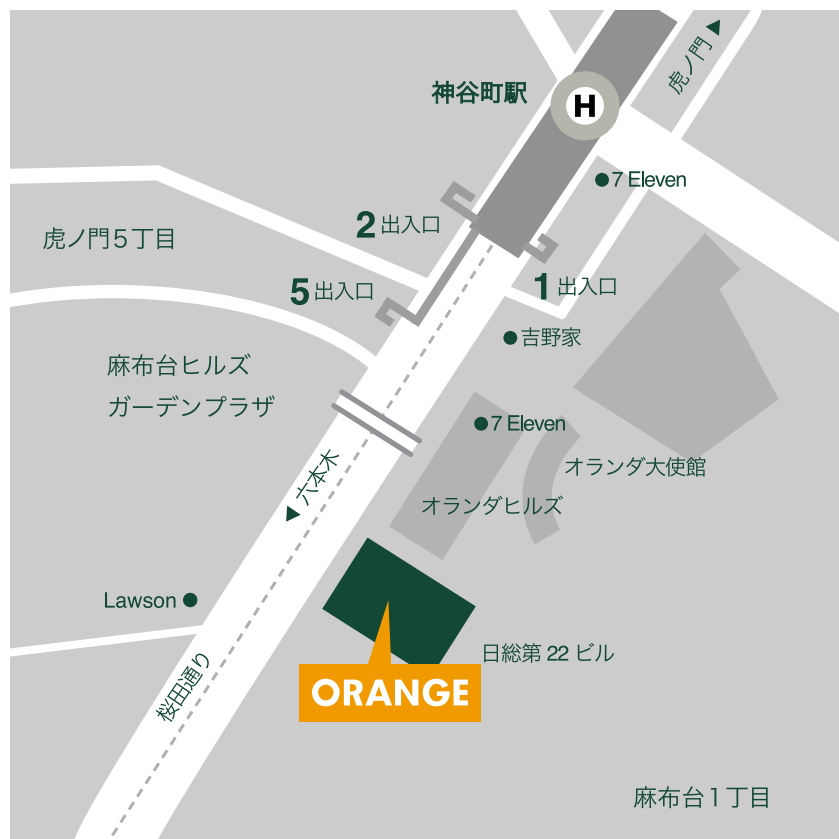 虎ノ門
神谷町駅
H
7 Eleven
2 出入口
虎ノ門5丁目
5 出入口
1 出入口
吉野家
麻布台ヒルズ
ガーデンプラザ
7 Eleven
オランダ大使館
六本木
オランダヒルズ
Lawson
日総第 22 ビル
桜田通り
ORANGE
麻布台1丁目